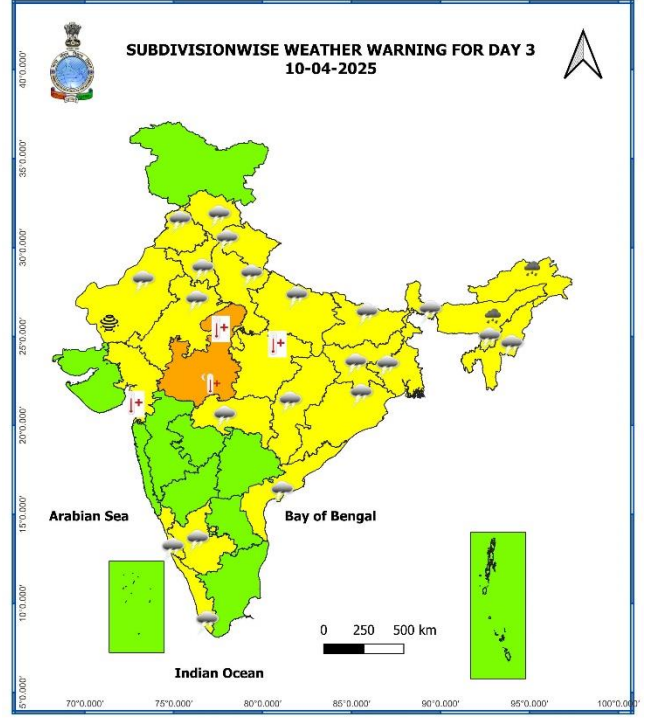 SUBDIVISIONWISE WEATHER WARNING FOR DAY 3
10-04-2025
40°0.000'
35°0.000'
30°0.000'
25°0.000'
20°0.000'
15°0.000'
10°0.000'
5°0.000'
Arabian Sea
Bay of Bengal
0 250 500 km
Indian Ocean
70°0.000' 75°0.000' 80°0.000' 85°0.000' 90°0.000' 95°0.000' 100°0.000'